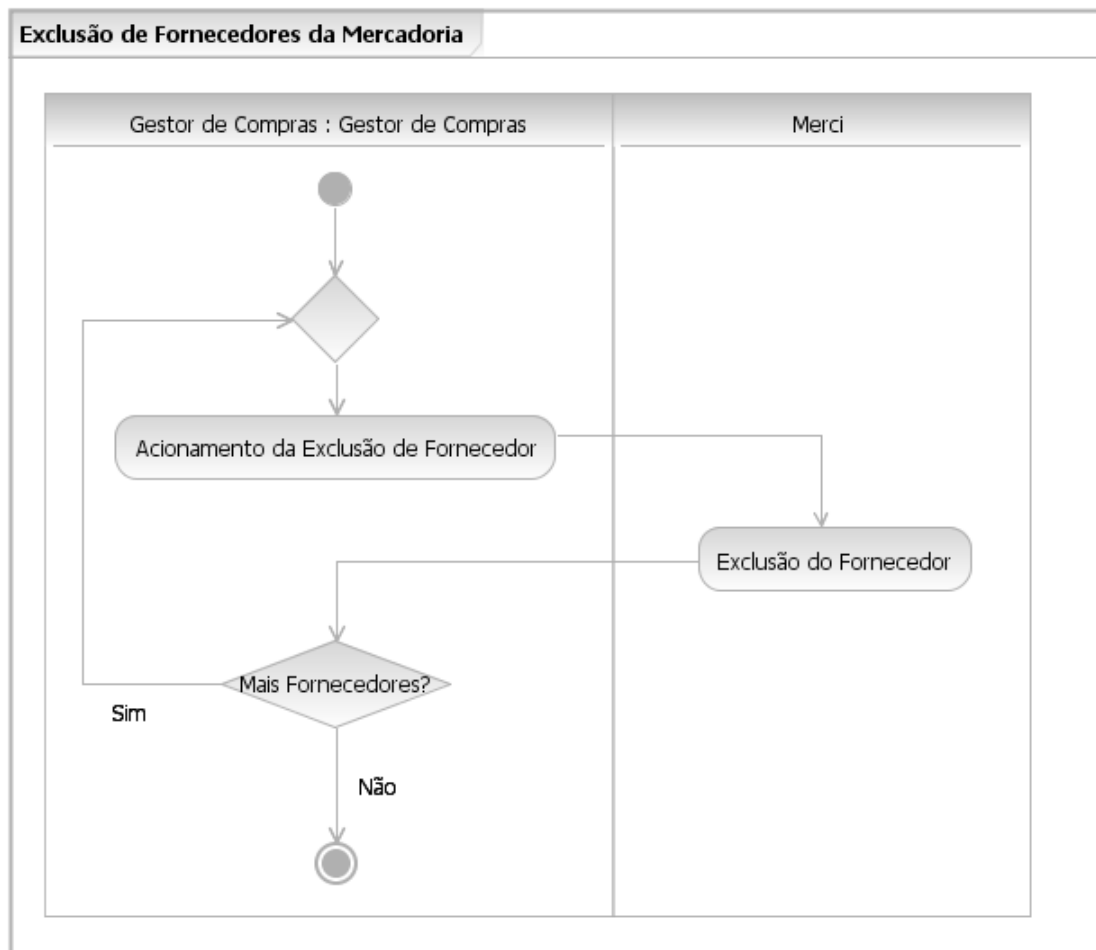 Exclusão de Fornecedores da Mercadoria
Gestor de Compras : Gestor de Compras
Merci
Acionamento da Exclusão de Fornecedor
Exclusão do Fornecedor
Mais Fornecedores?
Sim
Não